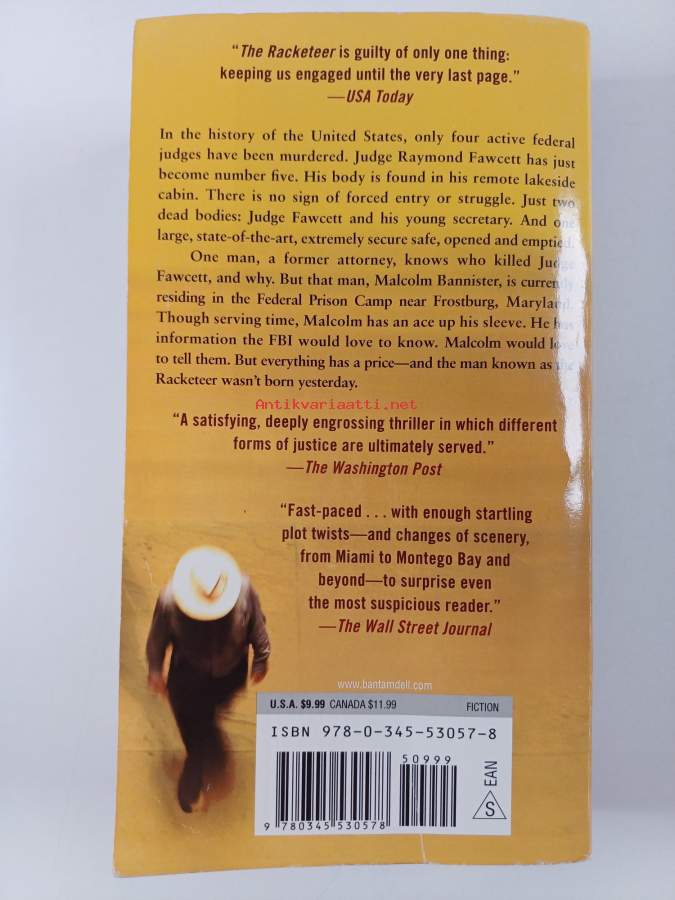 “The Racketeer is guilty of only one thing:
keeping us engaged until the very last page.”
—USA Today
In the history of the United States, only four active federal
judges have been murdered. Judge Raymond Fawcett has just
become number five. His body is found in his remote lakeside
cabin. There is no sign of forced entry or struggle. Just two
dead bodies: Judge Fawcett and his young secretary. And one
large, state-of-the-art, extremely secure safe, opened and emptied.
One man, a former attorney, knows who killed Judge
Fawcett, and why. But that man, Malcolm Bannister, is currently
residing in the Federal Prison Camp near Frostburg, Maryland.
Though serving time, Malcolm has an ace up his sleeve. He has
information the FBI would love to know. Malcolm would love
to tell them. But everything has a price—and the man known as the
Racketeer wasn’t born yesterday.
Antikvariaatti.net
“A satisfying, deeply engrossing thriller in which different
forms of justice are ultimately served.”
—The Washington Post
“Fast-paced . . . with enough startling
plot twists—and changes of scenery,
from Miami to Montego Bay and
beyond—to surprise even
the most suspicious reader.”
—The Wall Street Journal
www.bantamdell.com
U.S.A. $9.99 CANADA $11.99 FICTION
ISBN 978-0-345-53057-8
50999
EAN
S
9 780345 530578